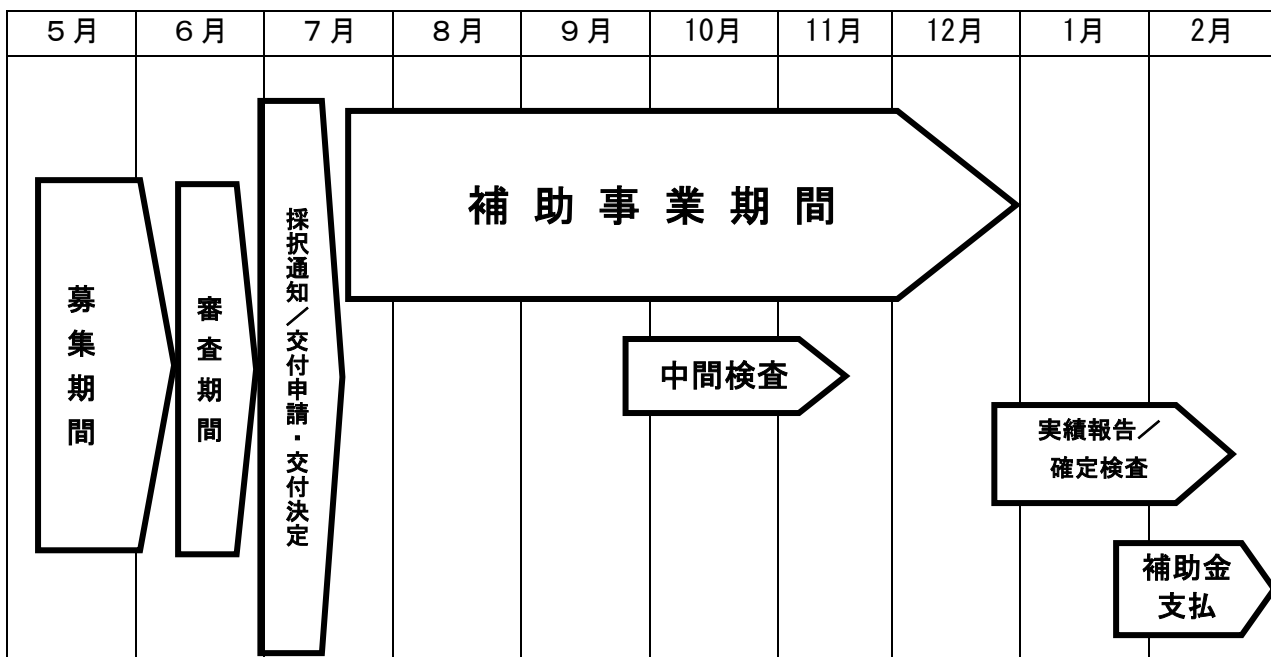 ５月 ６月 ７月 ８月 ９月 10月 11月 12月 1月 2月
募集期間
審査期間
採択通知／交付申請・交付決定
補助事業期間
中間検査
実績報告／
確定検査
補助金
支払